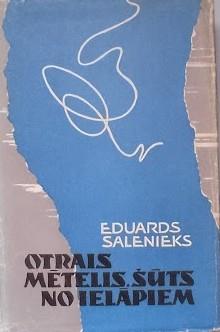 EDUARDS
SALENIEKS
OTRAIS
MĒTELIS, ŠŪTS
NO IELĀPIEM